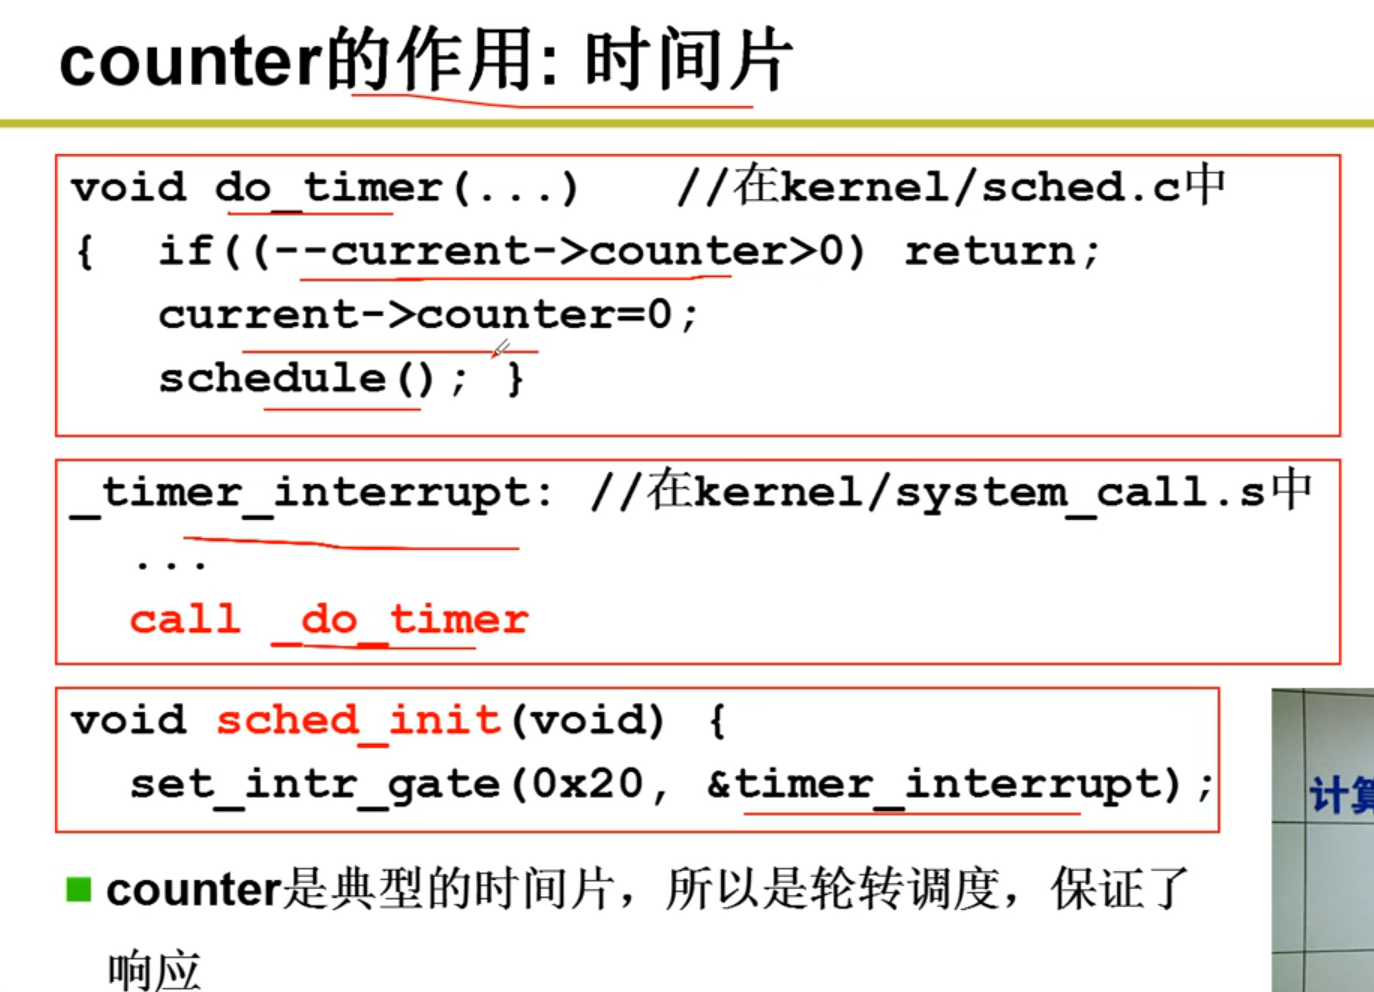 counter的作用: 时间片
void do_timer(...) //在kernel/sched.c中
{ if((--current->counter>0) return;
current->counter=0;
schedule(); }
_timer_interrupt: //在kernel/system_call.s中
...
call _do_timer
void sched_init(void) {
set_intr_gate(0x20, &timer_interrupt);
counter是典型的时间片，所以是轮转调度，保证了
响应
计算